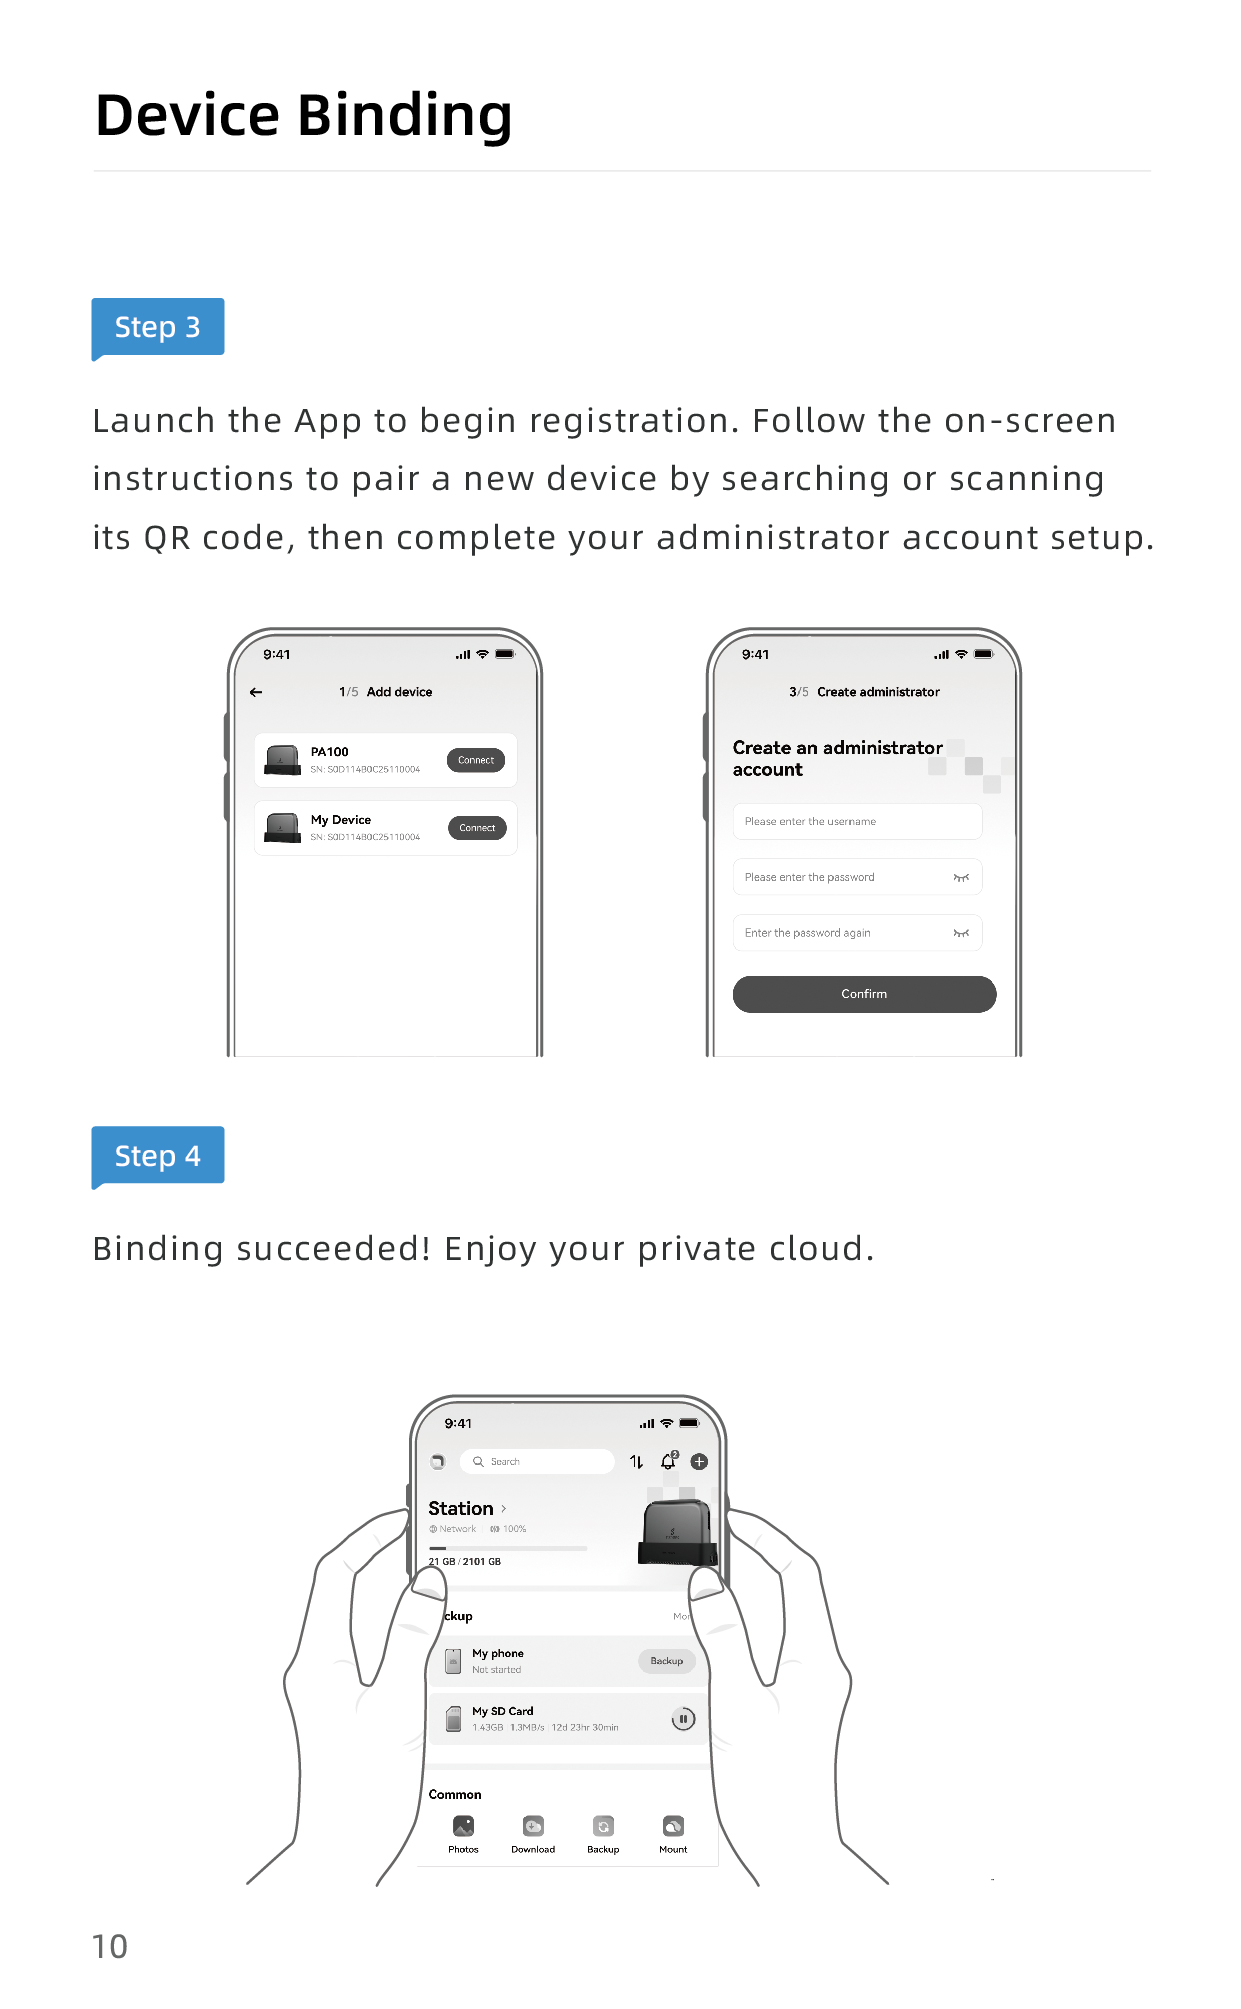 Device Binding
Step 3
Launch the App to begin registration. Follow the on-screen
instructions to pair a new device by searching or scanning
its QR code, then complete your administrator account setup.
9:41
1/5 Add device
PA100
SN: S0D11480C25110004
Connect
My Device
SN: S0D11480C25110004
Connect
9:41
3/5 Create administrator
Create an administrator
account
Please enter the username
Please enter the password
Enter the password again
Confirm
Step 4
Binding succeeded! Enjoy your private cloud.
9:41
Search
2
Station
Network 100%
21 GB / 2101 GB
ckup
Mor
My phone
Not started
Backup
My SD Card
1.43GB 1.3MB/s 12d 23hr 30min
Common
Photos Download Backup Mount
10